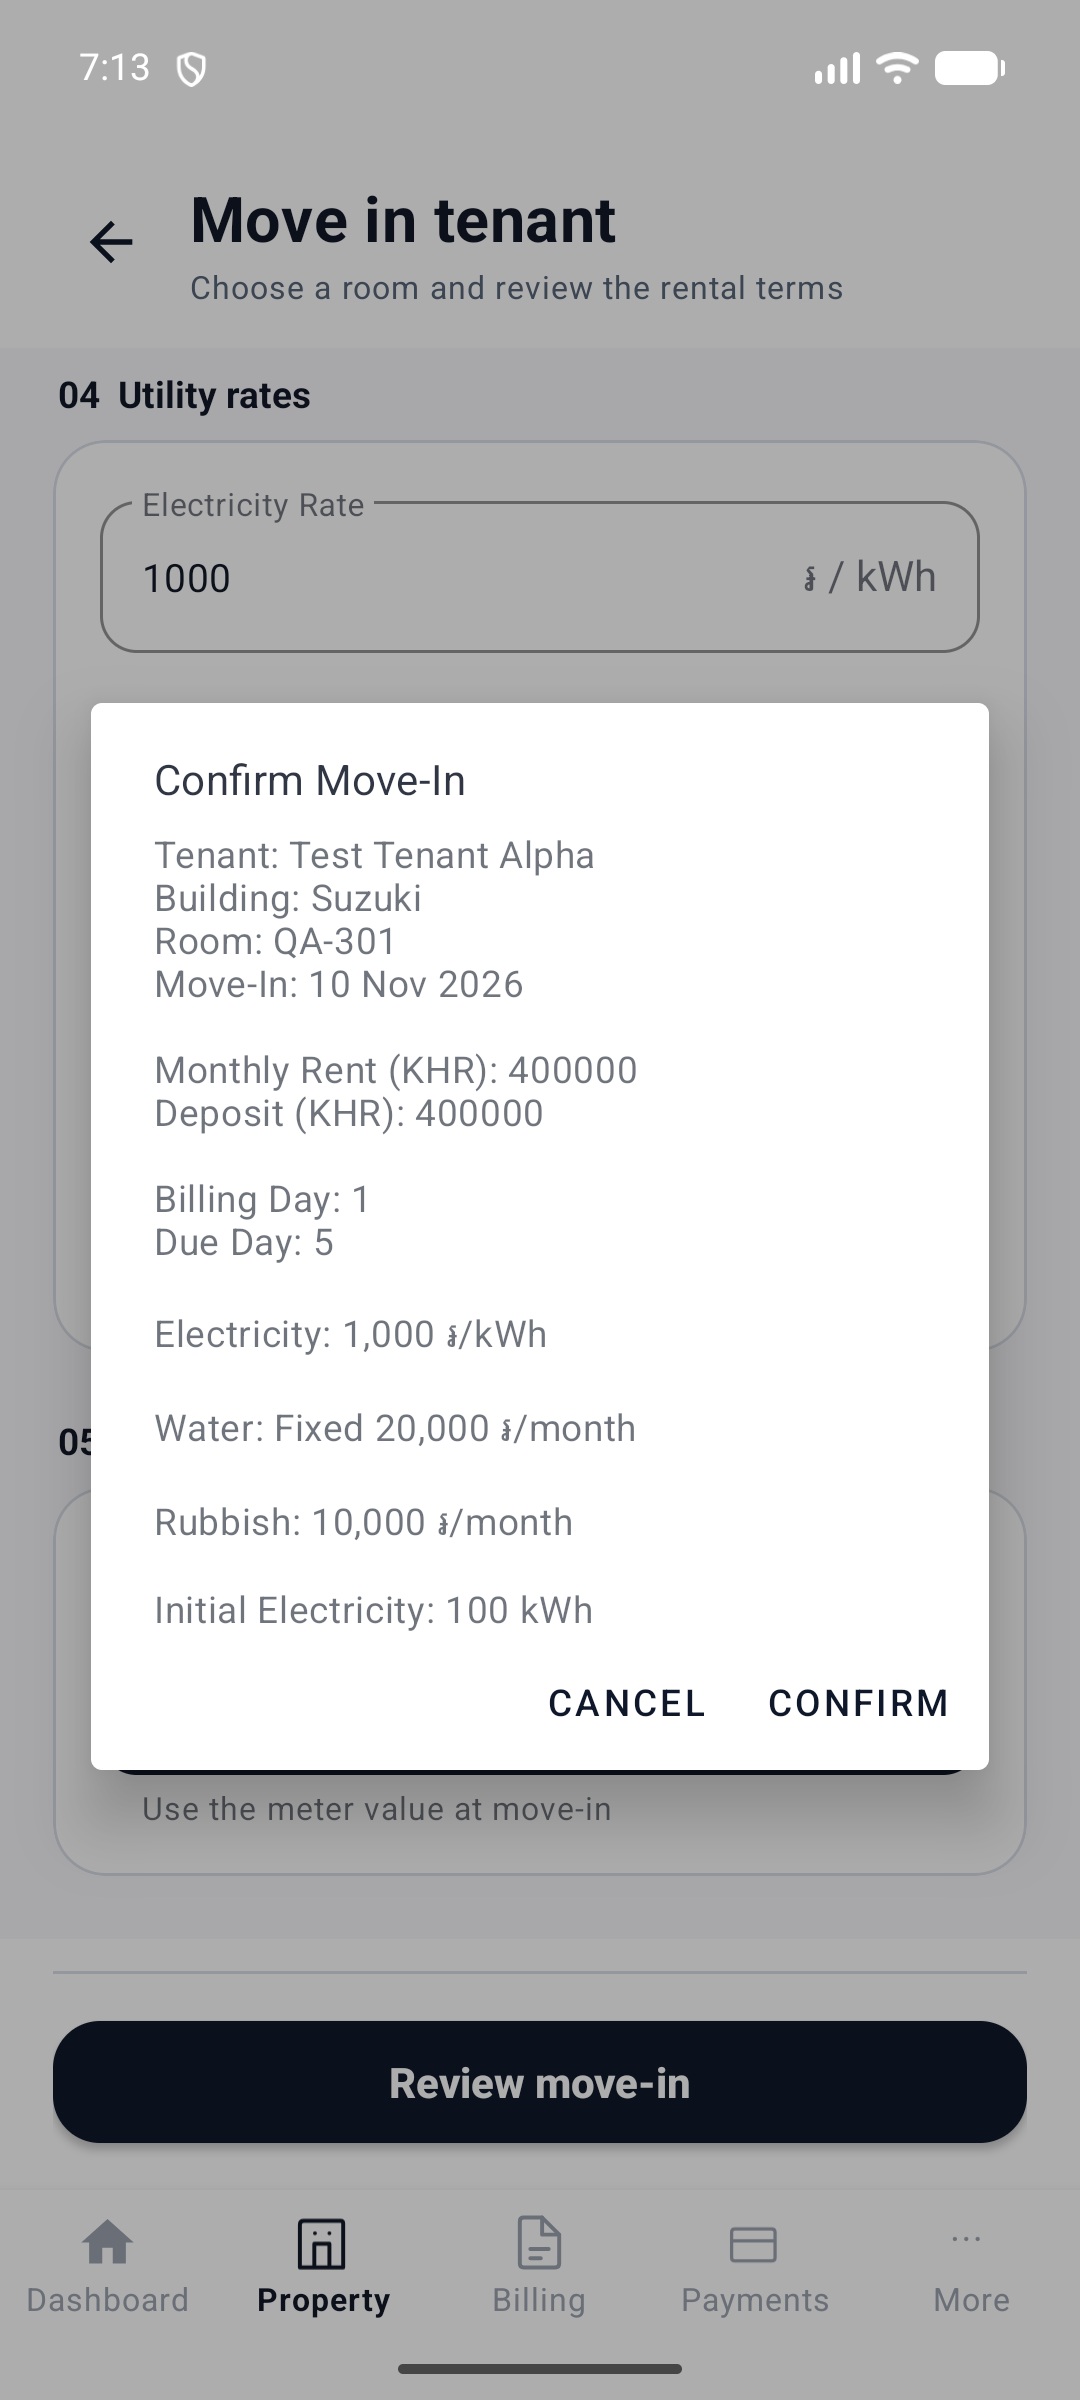 7:13
Move in tenant
Choose a room and review the rental terms
04 Utility rates
Electricity Rate
1000 ៛ / kWh
Confirm Move-In
Tenant: Test Tenant Alpha
Building: Suzuki
Room: QA-301
Move-In: 10 Nov 2026
Monthly Rent (KHR): 400000
Deposit (KHR): 400000
Billing Day: 1
Due Day: 5
Electricity: 1,000 ៛/kWh
Water: Fixed 20,000 ៛/month
Rubbish: 10,000 ៛/month
Initial Electricity: 100 kWh
CANCEL CONFIRM
05
Use the meter value at move-in
Review move-in
Dashboard Property Billing Payments More